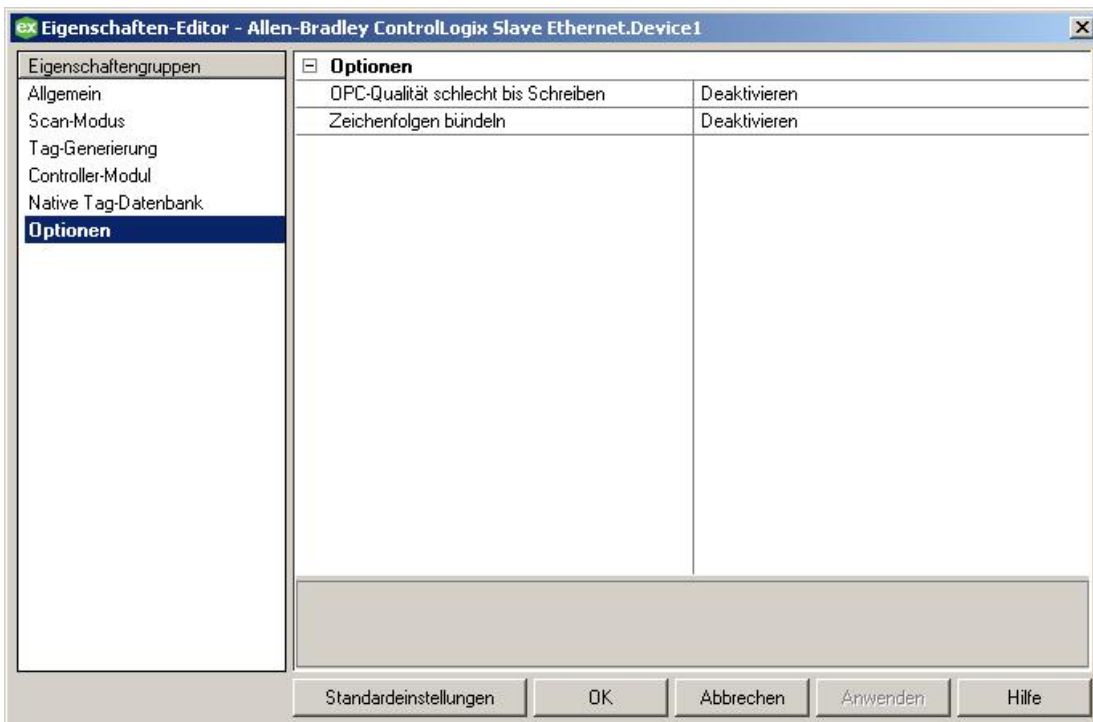 ex Eigenschaften-Editor - Allen-Bradley ControlLogix Slave Ethernet.Device1
Eigenschaftengruppen
Allgemein
Scan-Modus
Tag-Generierung
Controller-Modul
Native Tag-Datenbank
Optionen
Optionen
OPC-Qualität schlecht bis Schreiben Deaktivieren
Zeichenfolgen bündeln Deaktivieren
Standardeinstellungen OK Abbrechen Anwenden Hilfe